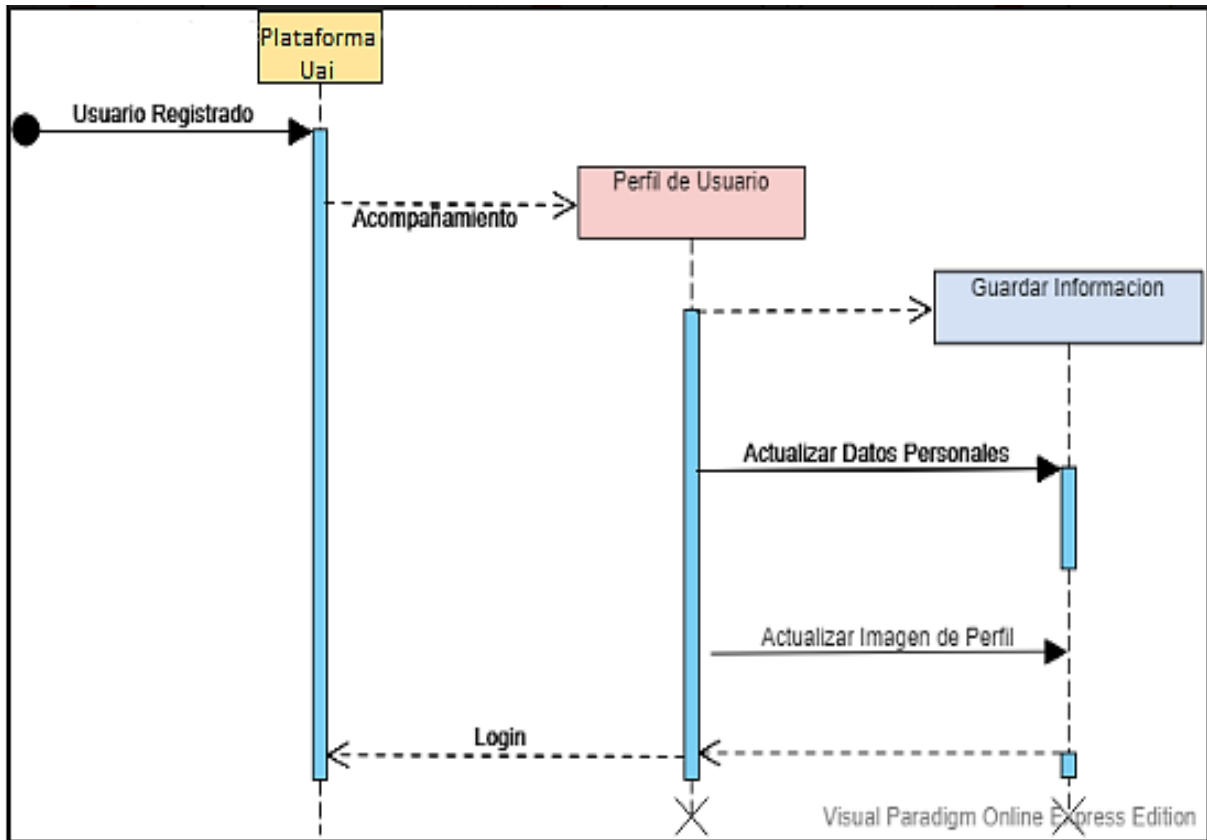 Plataforma
Uai
Usuario Registrado
Perfil de Usuario
Acompañamiento
Guardar Informacion
Actualizar Datos Personales
Actualizar Imagen de Perfil
Login
Visual Paradigm Online Express Edition